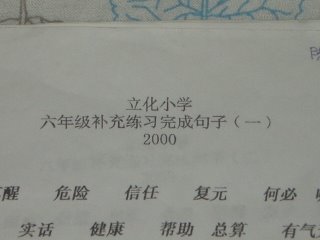 立化小学
六年级补充练习完成句子（一）
2000
醒 危险 信任 复元 何必
实话 健康 帮助 总算 有气